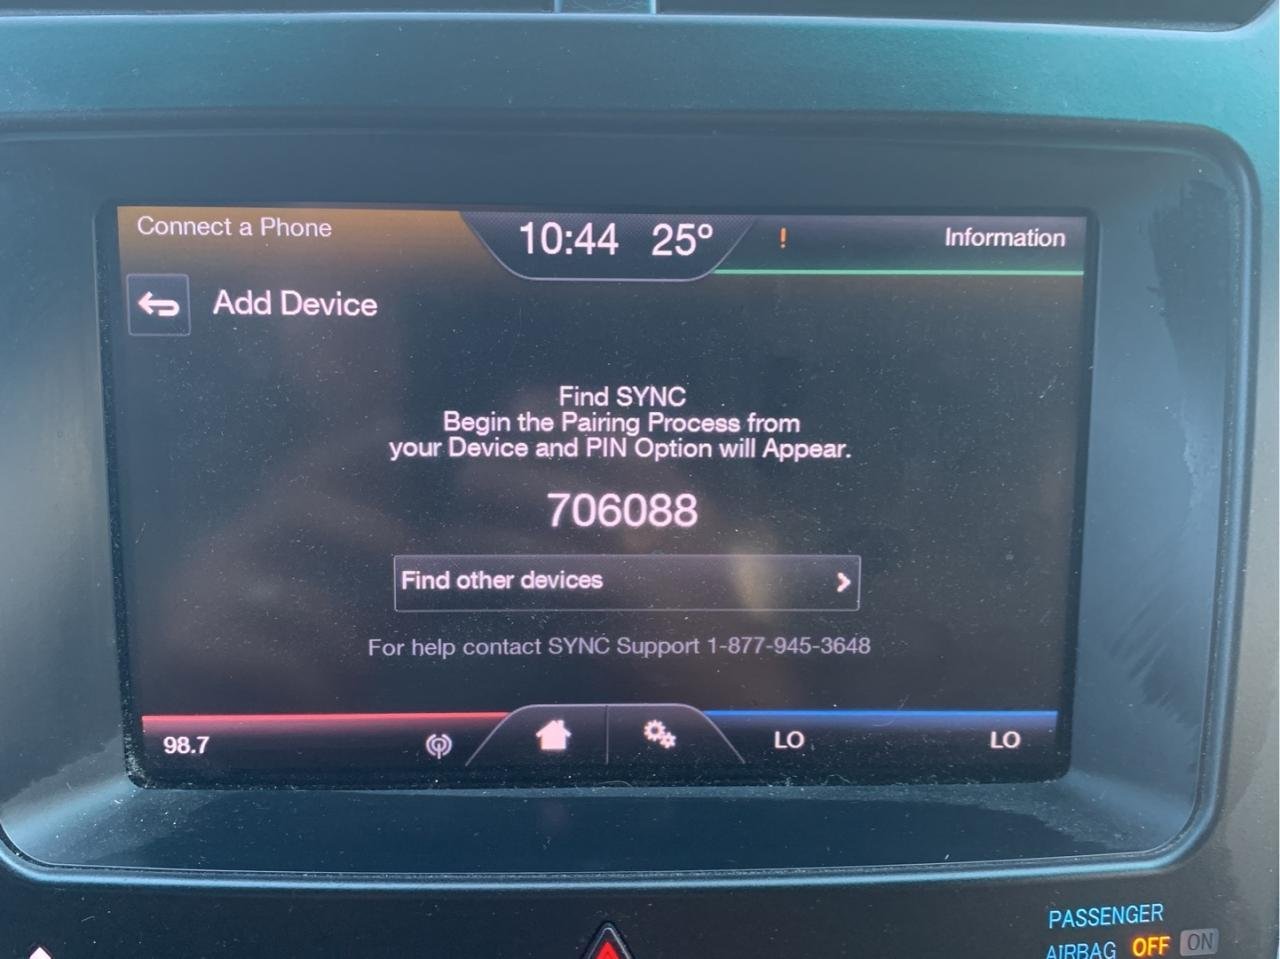 Connect a Phone
10:44 25°
! Information
Add Device
Find SYNC
Begin the Pairing Process from
your Device and PIN Option will Appear.
706088
Find other devices
For help contact SYNC Support 1-877-945-3648
98.7
LO
LO
PASSENGER
AIRBAG OFF ON